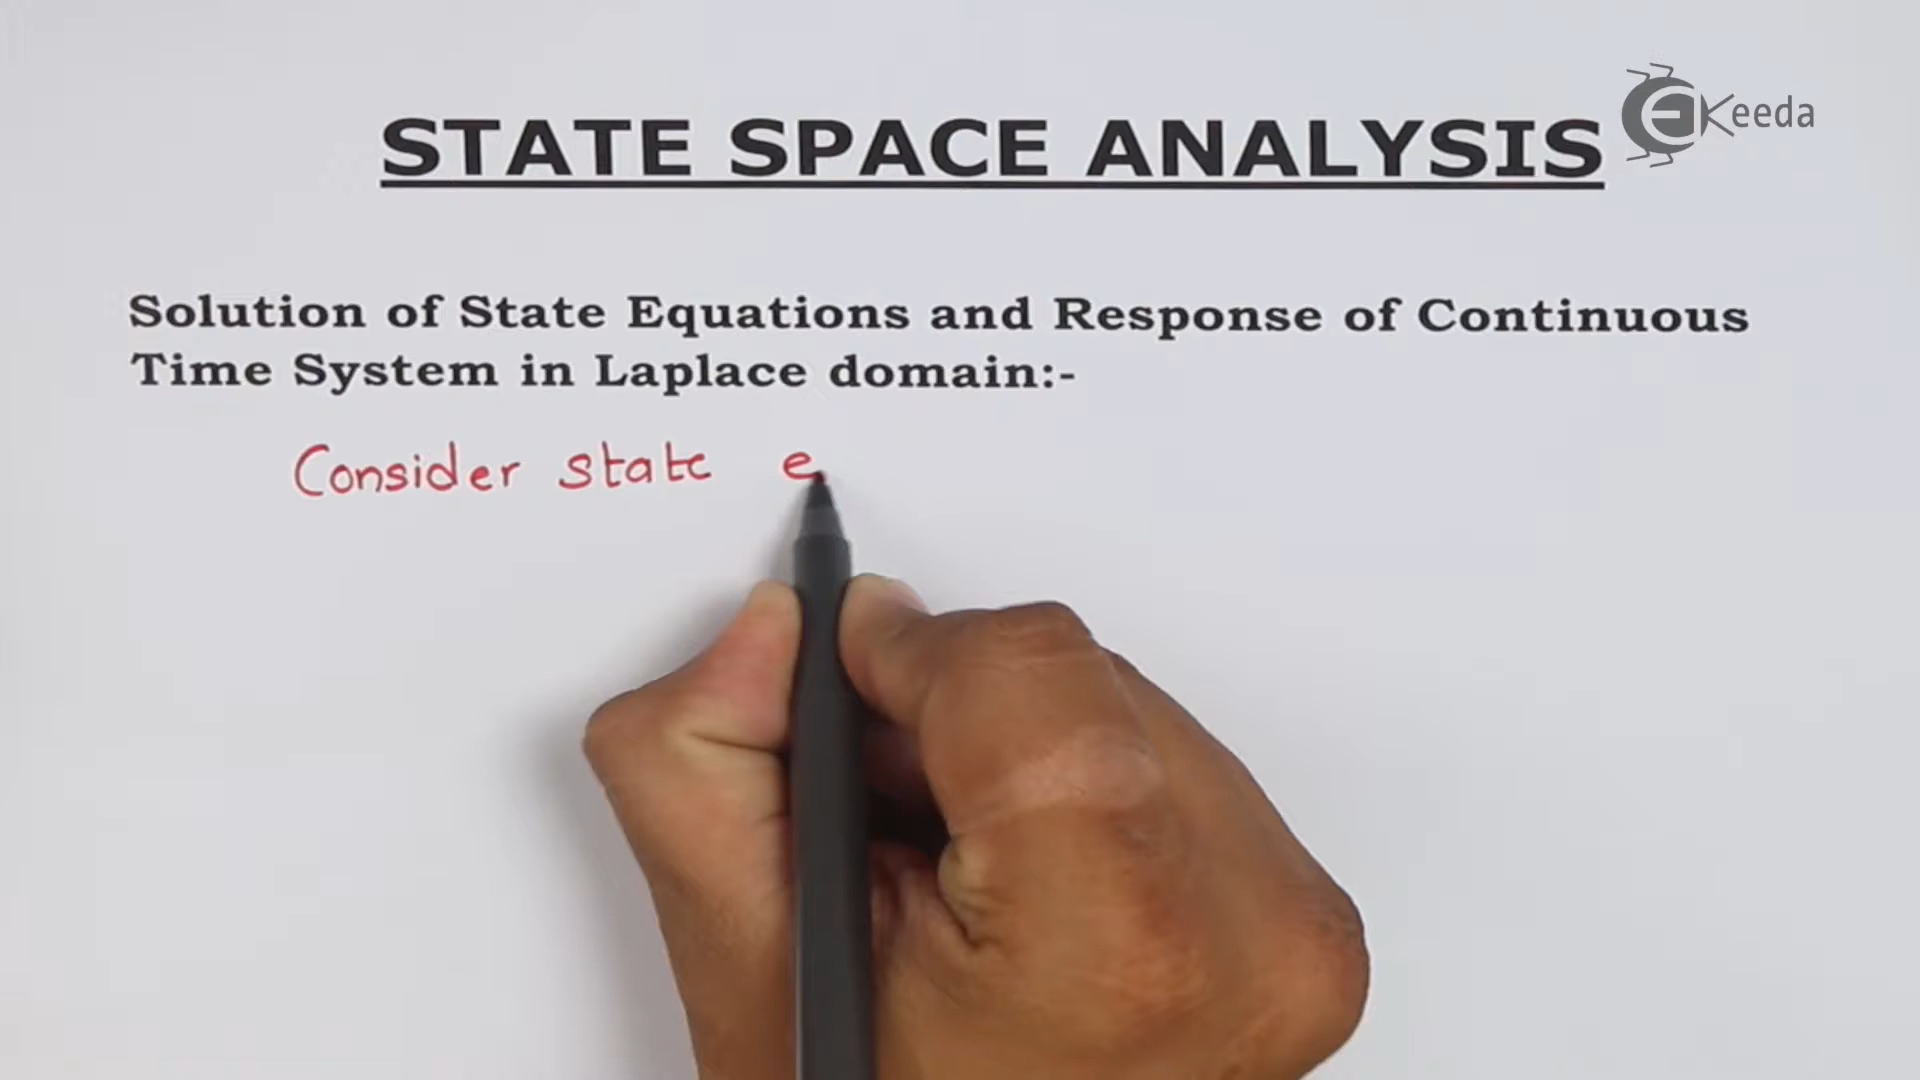 STATE SPACE ANALYSIS
EKeeda
Solution of State Equations and Response of Continuous
Time System in Laplace domain:-
Consider state e